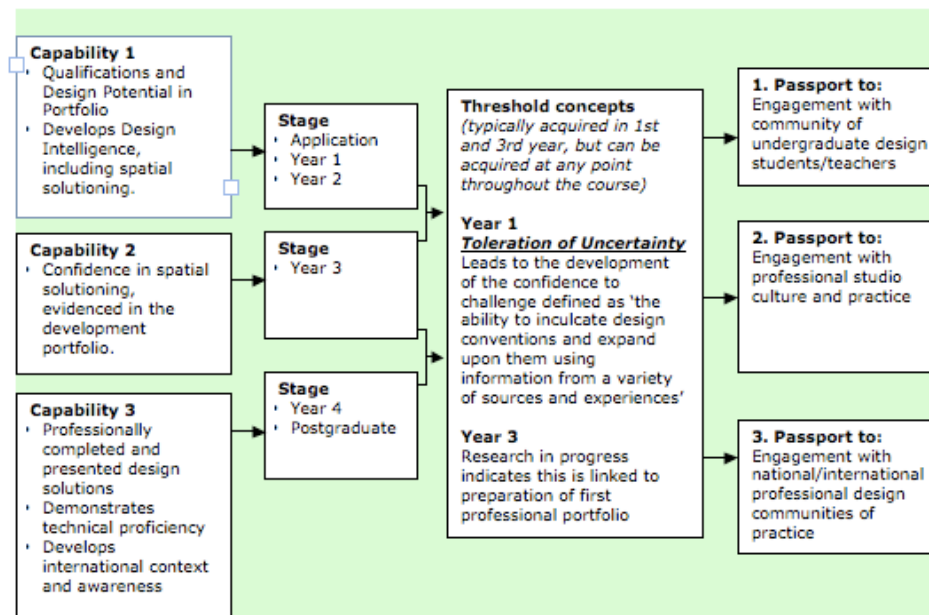 Capability 1
· Qualifications and
Design Potential in
Portfolio
· Develops Design
Intelligence,
including spatial
solutioning.
Capability 2
· Confidence in spatial
solutioning,
evidenced in the
development
portfolio.
Capability 3
· Professionally
completed and
presented design
solutions
· Demonstrates
technical proficiency
· Develops
international context
and awareness
Stage
· Application
· Year 1
· Year 2
Stage
· Year 3
Stage
· Year 4
· Postgraduate
Threshold concepts
(typically acquired in 1st
and 3rd year, but can be
acquired at any point
throughout the course)
Year 1
Toleration of Uncertainty
Leads to the development
of the confidence to
challenge defined as ‘the
ability to inculcate design
conventions and expand
upon them using
information from a variety
of sources and experiences’
Year 3
Research in progress
indicates this is linked to
preparation of first
professional portfolio
1. Passport to:
Engagement with
community of
undergraduate design
students/teachers
2. Passport to:
Engagement with
professional studio
culture and practice
3. Passport to:
Engagement with
national/international
professional design
communities of
practice